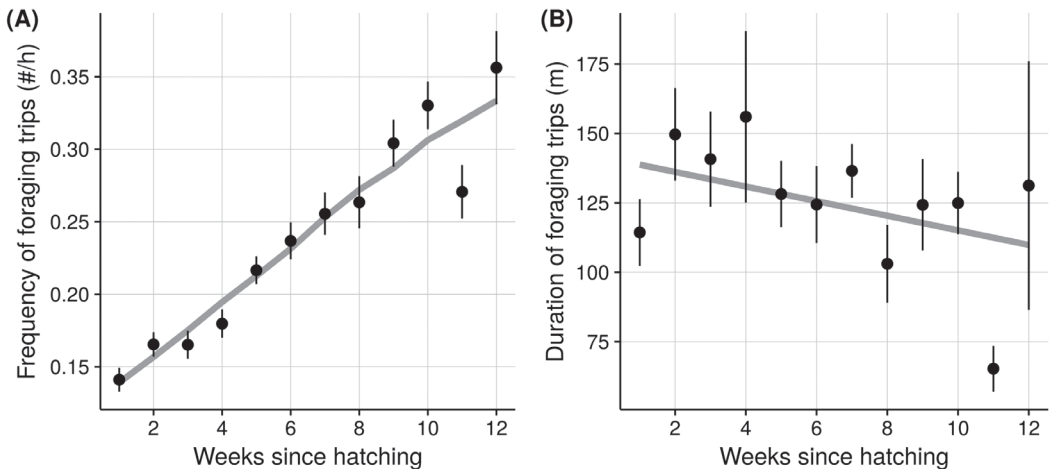 (A)
Frequency of foraging trips (#/h)
0.35
0.30
0.25
0.20
0.15
2 4 6 8 10 12
Weeks since hatching
(B)
Duration of foraging trips (m)
175
150
125
100
75
2 4 6 8 10 12
Weeks since hatching